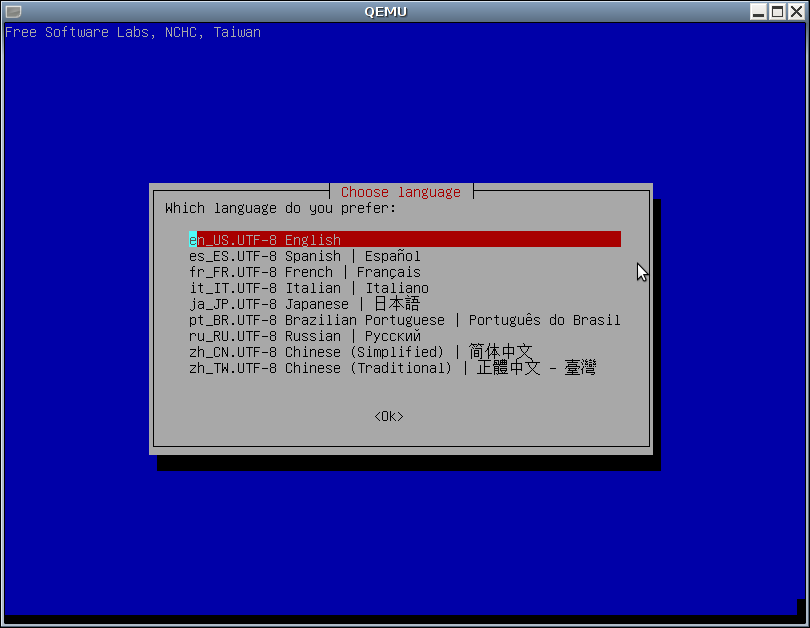 QEMU
Free Software Labs, NCHC, Taiwan
Choose language
Which language do you prefer:
en_US.UTF-8 English
es_ES.UTF-8 Spanish | Español
fr_FR.UTF-8 French | Français
it_IT.UTF-8 Italian | Italiano
ja_JP.UTF-8 Japanese | 日本語
pt_BR.UTF-8 Brazilian Portuguese | Português do Brasil
ru_RU.UTF-8 Russian | Русский
zh_CN.UTF-8 Chinese (Simplified) | 简体中文
zh_TW.UTF-8 Chinese (Traditional) | 正體中文 - 臺灣
<Ok>